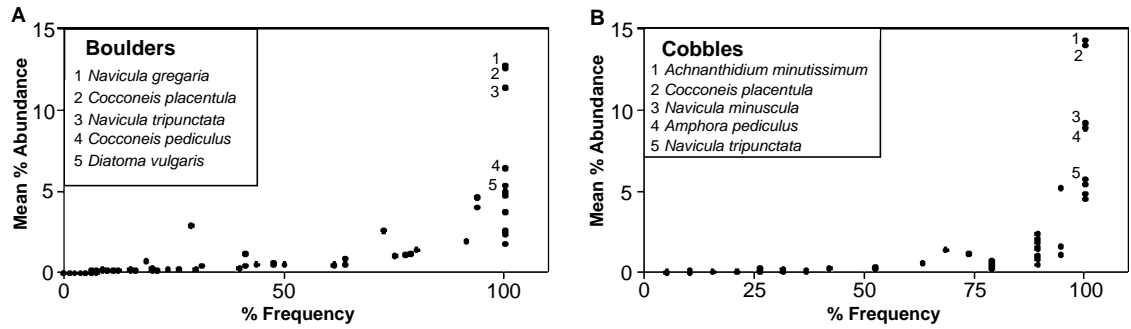 A
Mean % Abundance
15
10
5
0
Boulders
1 Navicula gregaria
2 Cocconeis placentula
3 Navicula tripunctata
4 Cocconeis pediculus
5 Diatoma vulgaris
1
2
3
4
5
0 50 100
% Frequency
B
Mean % Abundance
15
10
5
0
Cobbles
1 Achnanthidium minutissimum
2 Cocconeis placentula
3 Navicula minuscula
4 Amphora pediculus
5 Navicula tripunctata
1
2
3
4
5
0 25 50 75 100
% Frequency